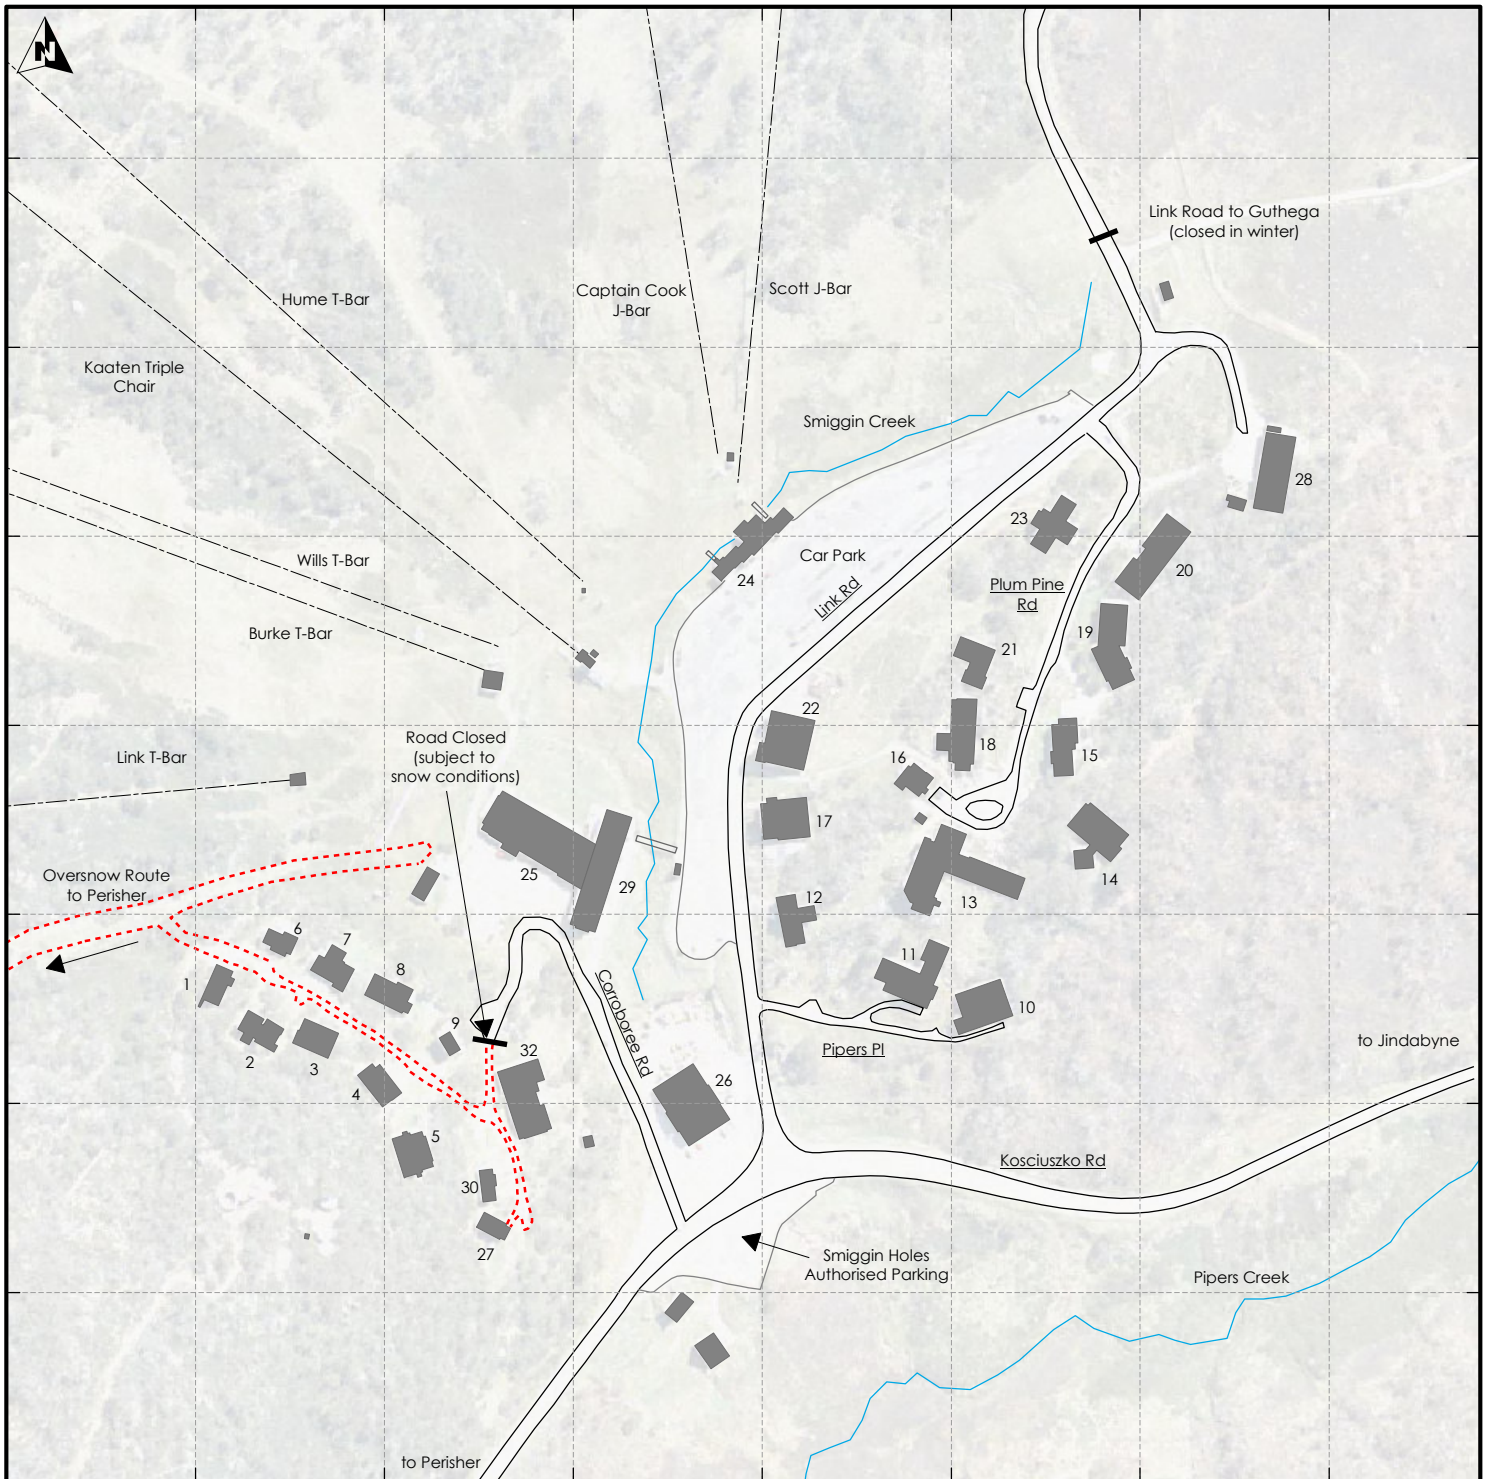 N
Link Road to Guthega
(closed in winter)
Hume T-Bar
Captain Cook
J-Bar
Scott J-Bar
Kaaten Triple
Chair
Smiggin Creek
28
23
Car Park
Wills T-Bar
24
20
Plum Pine
Rd
Link Rd
Burke T-Bar
19
21
22
Road Closed
(subject to
snow conditions)
18
Link T-Bar
16
15
17
25
29
14
Oversnow Route
to Perisher
13
12
6
7
8
11
1
Corroboree Rd
10
9
2
3
32
Pipers Pl
to Jindabyne
4
26
5
30
Kosciuszko Rd
27
Smiggin Holes
Authorised Parking
Pipers Creek
to Perisher